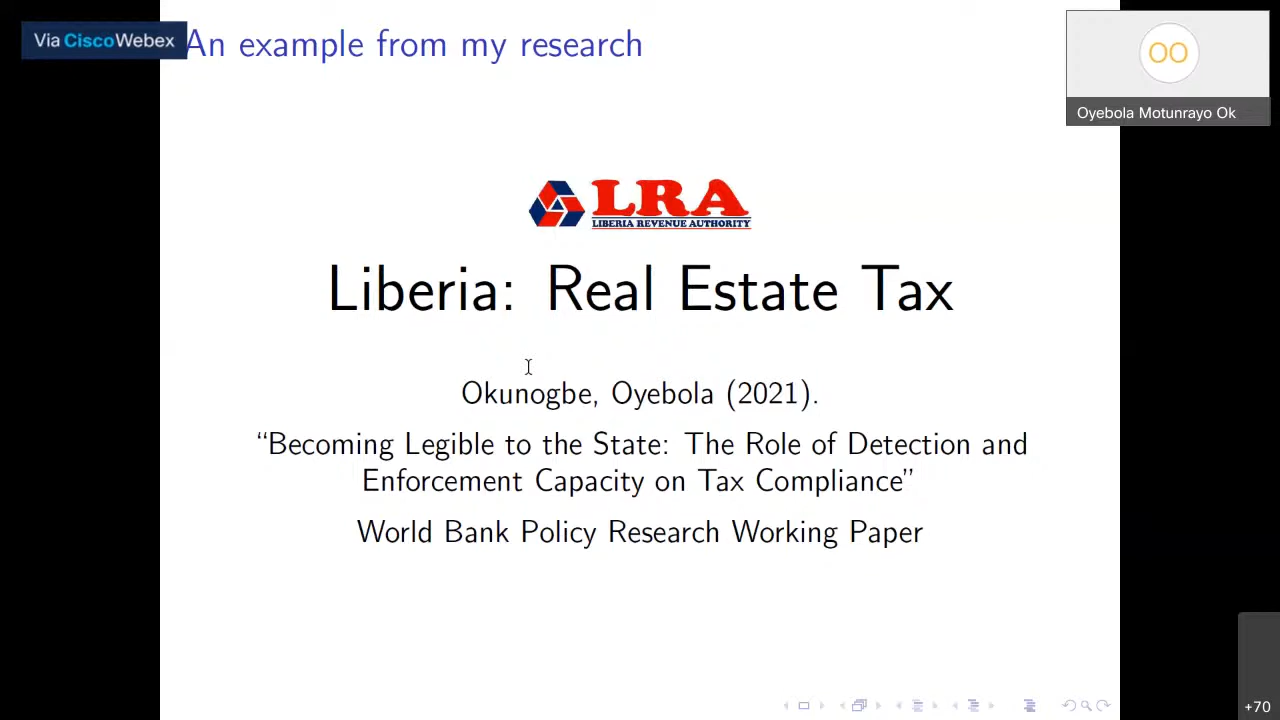 Via Cisco Webex
An example from my research
OO
Oyebola Motunrayo Ok
LRA
LIBERIA REVENUE AUTHORITY
Liberia: Real Estate Tax
Okunogbe, Oyebola (2021).
“Becoming Legible to the State: The Role of Detection and
Enforcement Capacity on Tax Compliance”
World Bank Policy Research Working Paper
+70